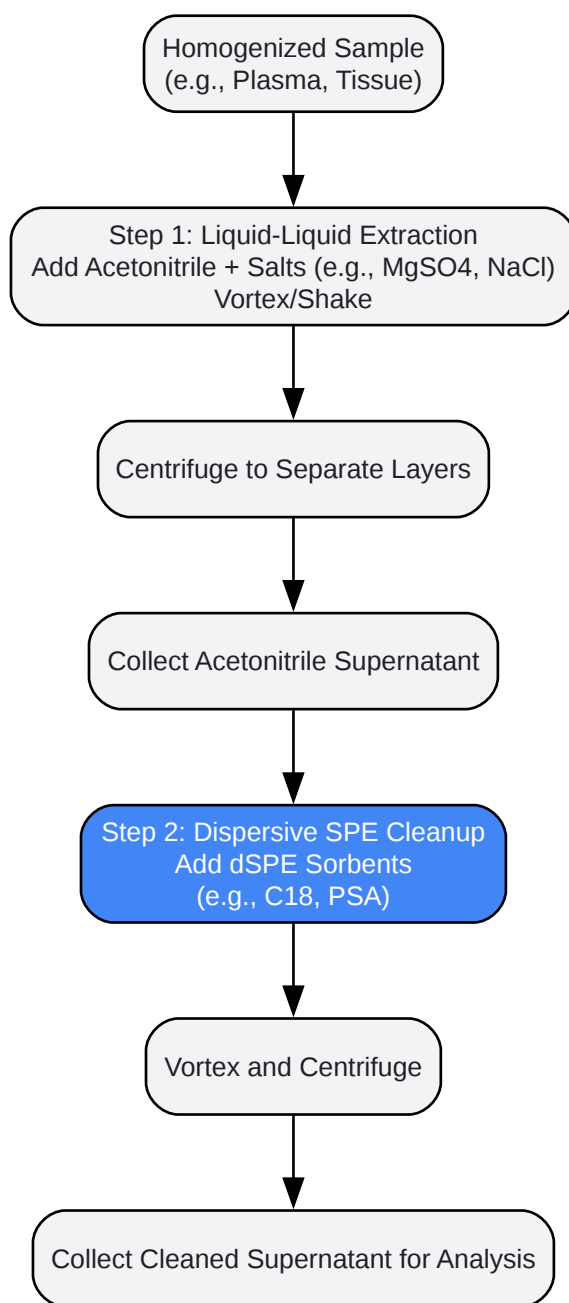 Homogenized Sample
(e.g., Plasma, Tissue)
Step 1: Liquid-Liquid Extraction
Add Acetonitrile + Salts (e.g., MgSO4, NaCl)
Vortex/Shake
Centrifuge to Separate Layers
Collect Acetonitrile Supernatant
Step 2: Dispersive SPE Cleanup
Add dSPE Sorbents
(e.g., C18, PSA)
Vortex and Centrifuge
Collect Cleaned Supernatant for Analysis